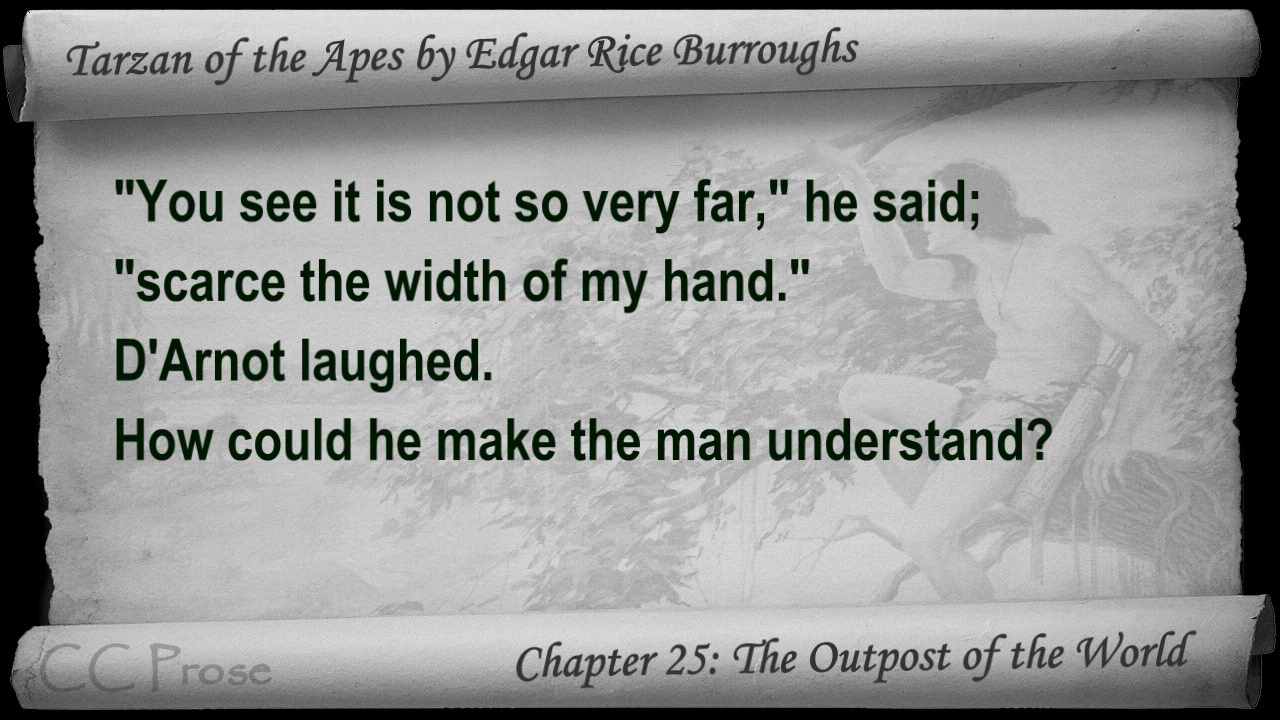 Tarzan of the Apes by Edgar Rice Burroughs
"You see it is not so very far," he said;
"scarce the width of my hand."
D'Arnot laughed.
How could he make the man understand?
CC Prose
Chapter 25: The Outpost of the World